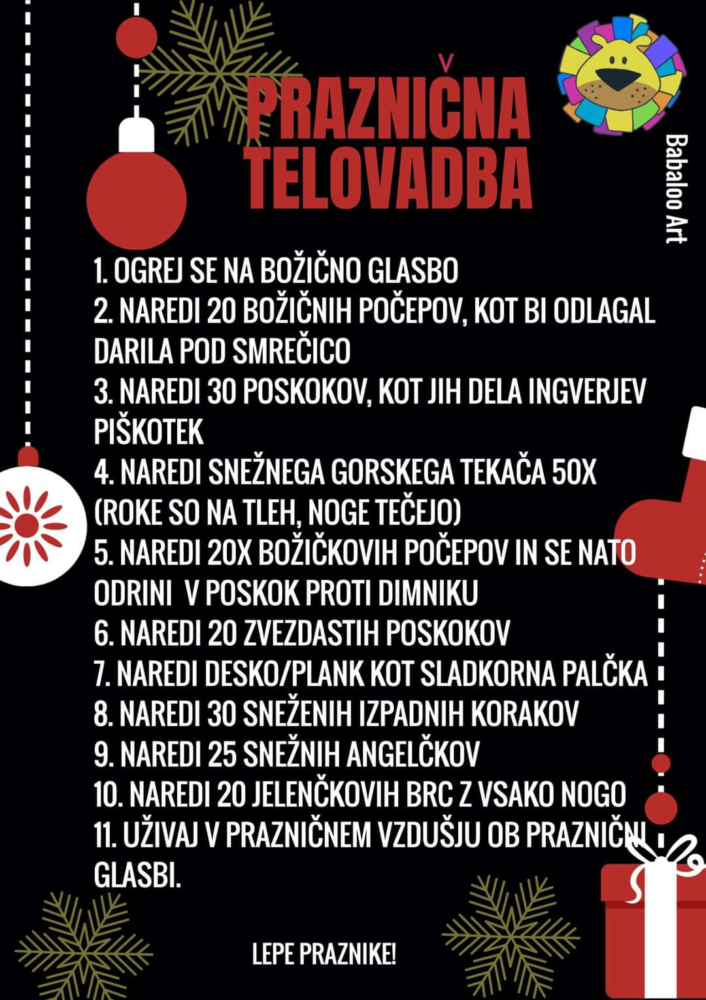 PRAZNIČNA
TELOVADBA
Babaloo Art
1. OGREJ SE NA BOŽIČNO GLASBO
2. NAREDI 20 BOŽIČNIH POČEPOV, KOT BI ODLAGAL
DARILA POD SMREČICO
3. NAREDI 30 POSKOKOV, KOT JIH DELA INGVERJEV
PIŠKOTEK
4. NAREDI SNEŽNEGA GORSKEGA TEKAČA 50X
(ROKE SO NA TLEH, NOGE TEČEJO)
5. NAREDI 20X BOŽIČKOVIH POČEPOV IN SE NATO
ODRINI V POSKOK PROTI DIMNIKU
6. NAREDI 20 ZVEZDASTIH POSKOKOV
7. NAREDI DESKO/PLANK KOT SLADKORNA PALČKA
8. NAREDI 30 SNEŽENIH IZPADNIH KORAKOV
9. NAREDI 25 SNEŽNIH ANGELČKOV
10. NAREDI 20 JELENČKOVIH BRC Z VSAKO NOGO
11. UŽIVAJ V PRAZNIČNEM VZDUŠJU OB PRAZNIČNI
GLASBI.
LEPE PRAZNIKE!